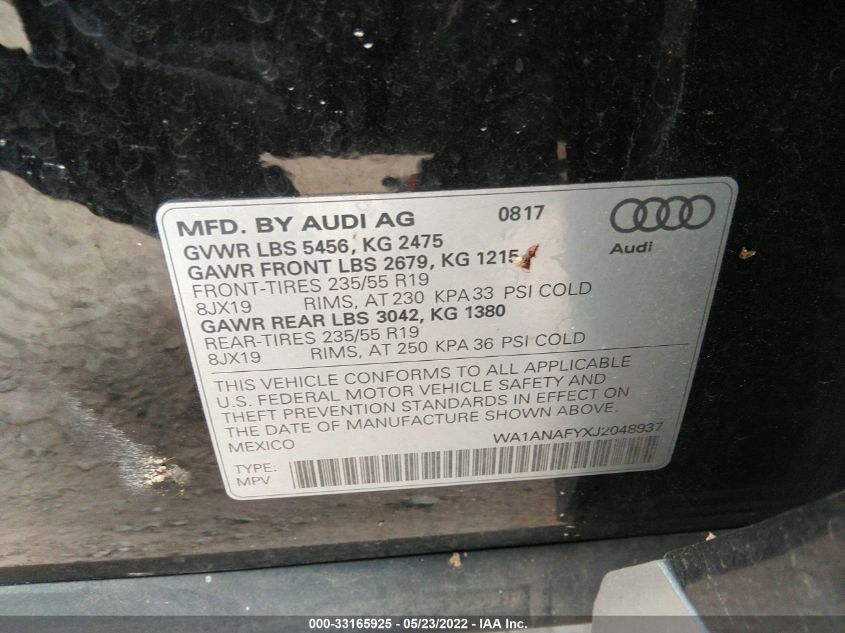 MFD. BY AUDI AG 0817
GVWR LBS 5456, KG 2475
Audi
GAWR FRONT LBS 2679, KG 1215
FRONT-TIRES 235/55 R19
8JX19 RIMS, AT 230 KPA 33 PSI COLD
GAWR REAR LBS 3042, KG 1380
REAR-TIRES 235/55 R19
8JX19 RIMS, AT 250 KPA 36 PSI COLD
THIS VEHICLE CONFORMS TO ALL APPLICABLE
U.S. FEDERAL MOTOR VEHICLE SAFETY AND
THEFT PREVENTION STANDARDS IN EFFECT ON
THE DATE OF MANUFACTURE SHOWN ABOVE.
MEXICO WA1ANAFYXJ2048937
TYPE:
MPV
000-33165925 - 05/23/2022 - IAA Inc.